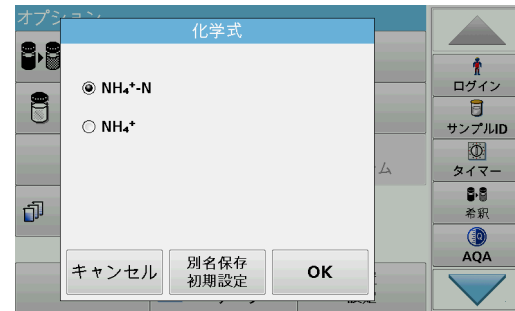 オプション
化学式
NH₄⁺-N
NH₄⁺
キャンセル
別名保存
初期設定
OK
ログイン
サンプルID
タイマー
希釈
AQA